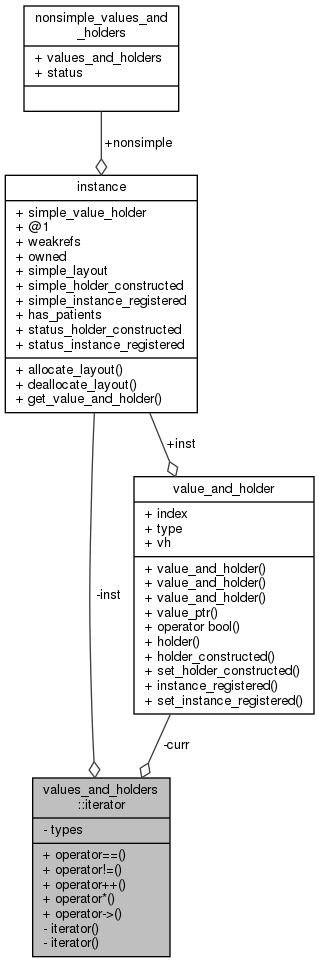 nonsimple_values_and
_holders
+ values_and_holders
+ status
+nonsimple
instance
+ simple_value_holder
+ @1
+ weakrefs
+ owned
+ simple_layout
+ simple_holder_constructed
+ simple_instance_registered
+ has_patients
+ status_holder_constructed
+ status_instance_registered
+ allocate_layout()
+ deallocate_layout()
+ get_value_and_holder()
+inst
value_and_holder
+ index
+ type
+ vh
+ value_and_holder()
+ value_and_holder()
+ value_and_holder()
+ value_ptr()
+ operator bool()
+ holder()
+ holder_constructed()
+ set_holder_constructed()
+ instance_registered()
+ set_instance_registered()
-inst
-curr
values_and_holders
::iterator
- types
+ operator==()
+ operator!=()
+ operator++()
+ operator*()
+ operator->()
- iterator()
- iterator()